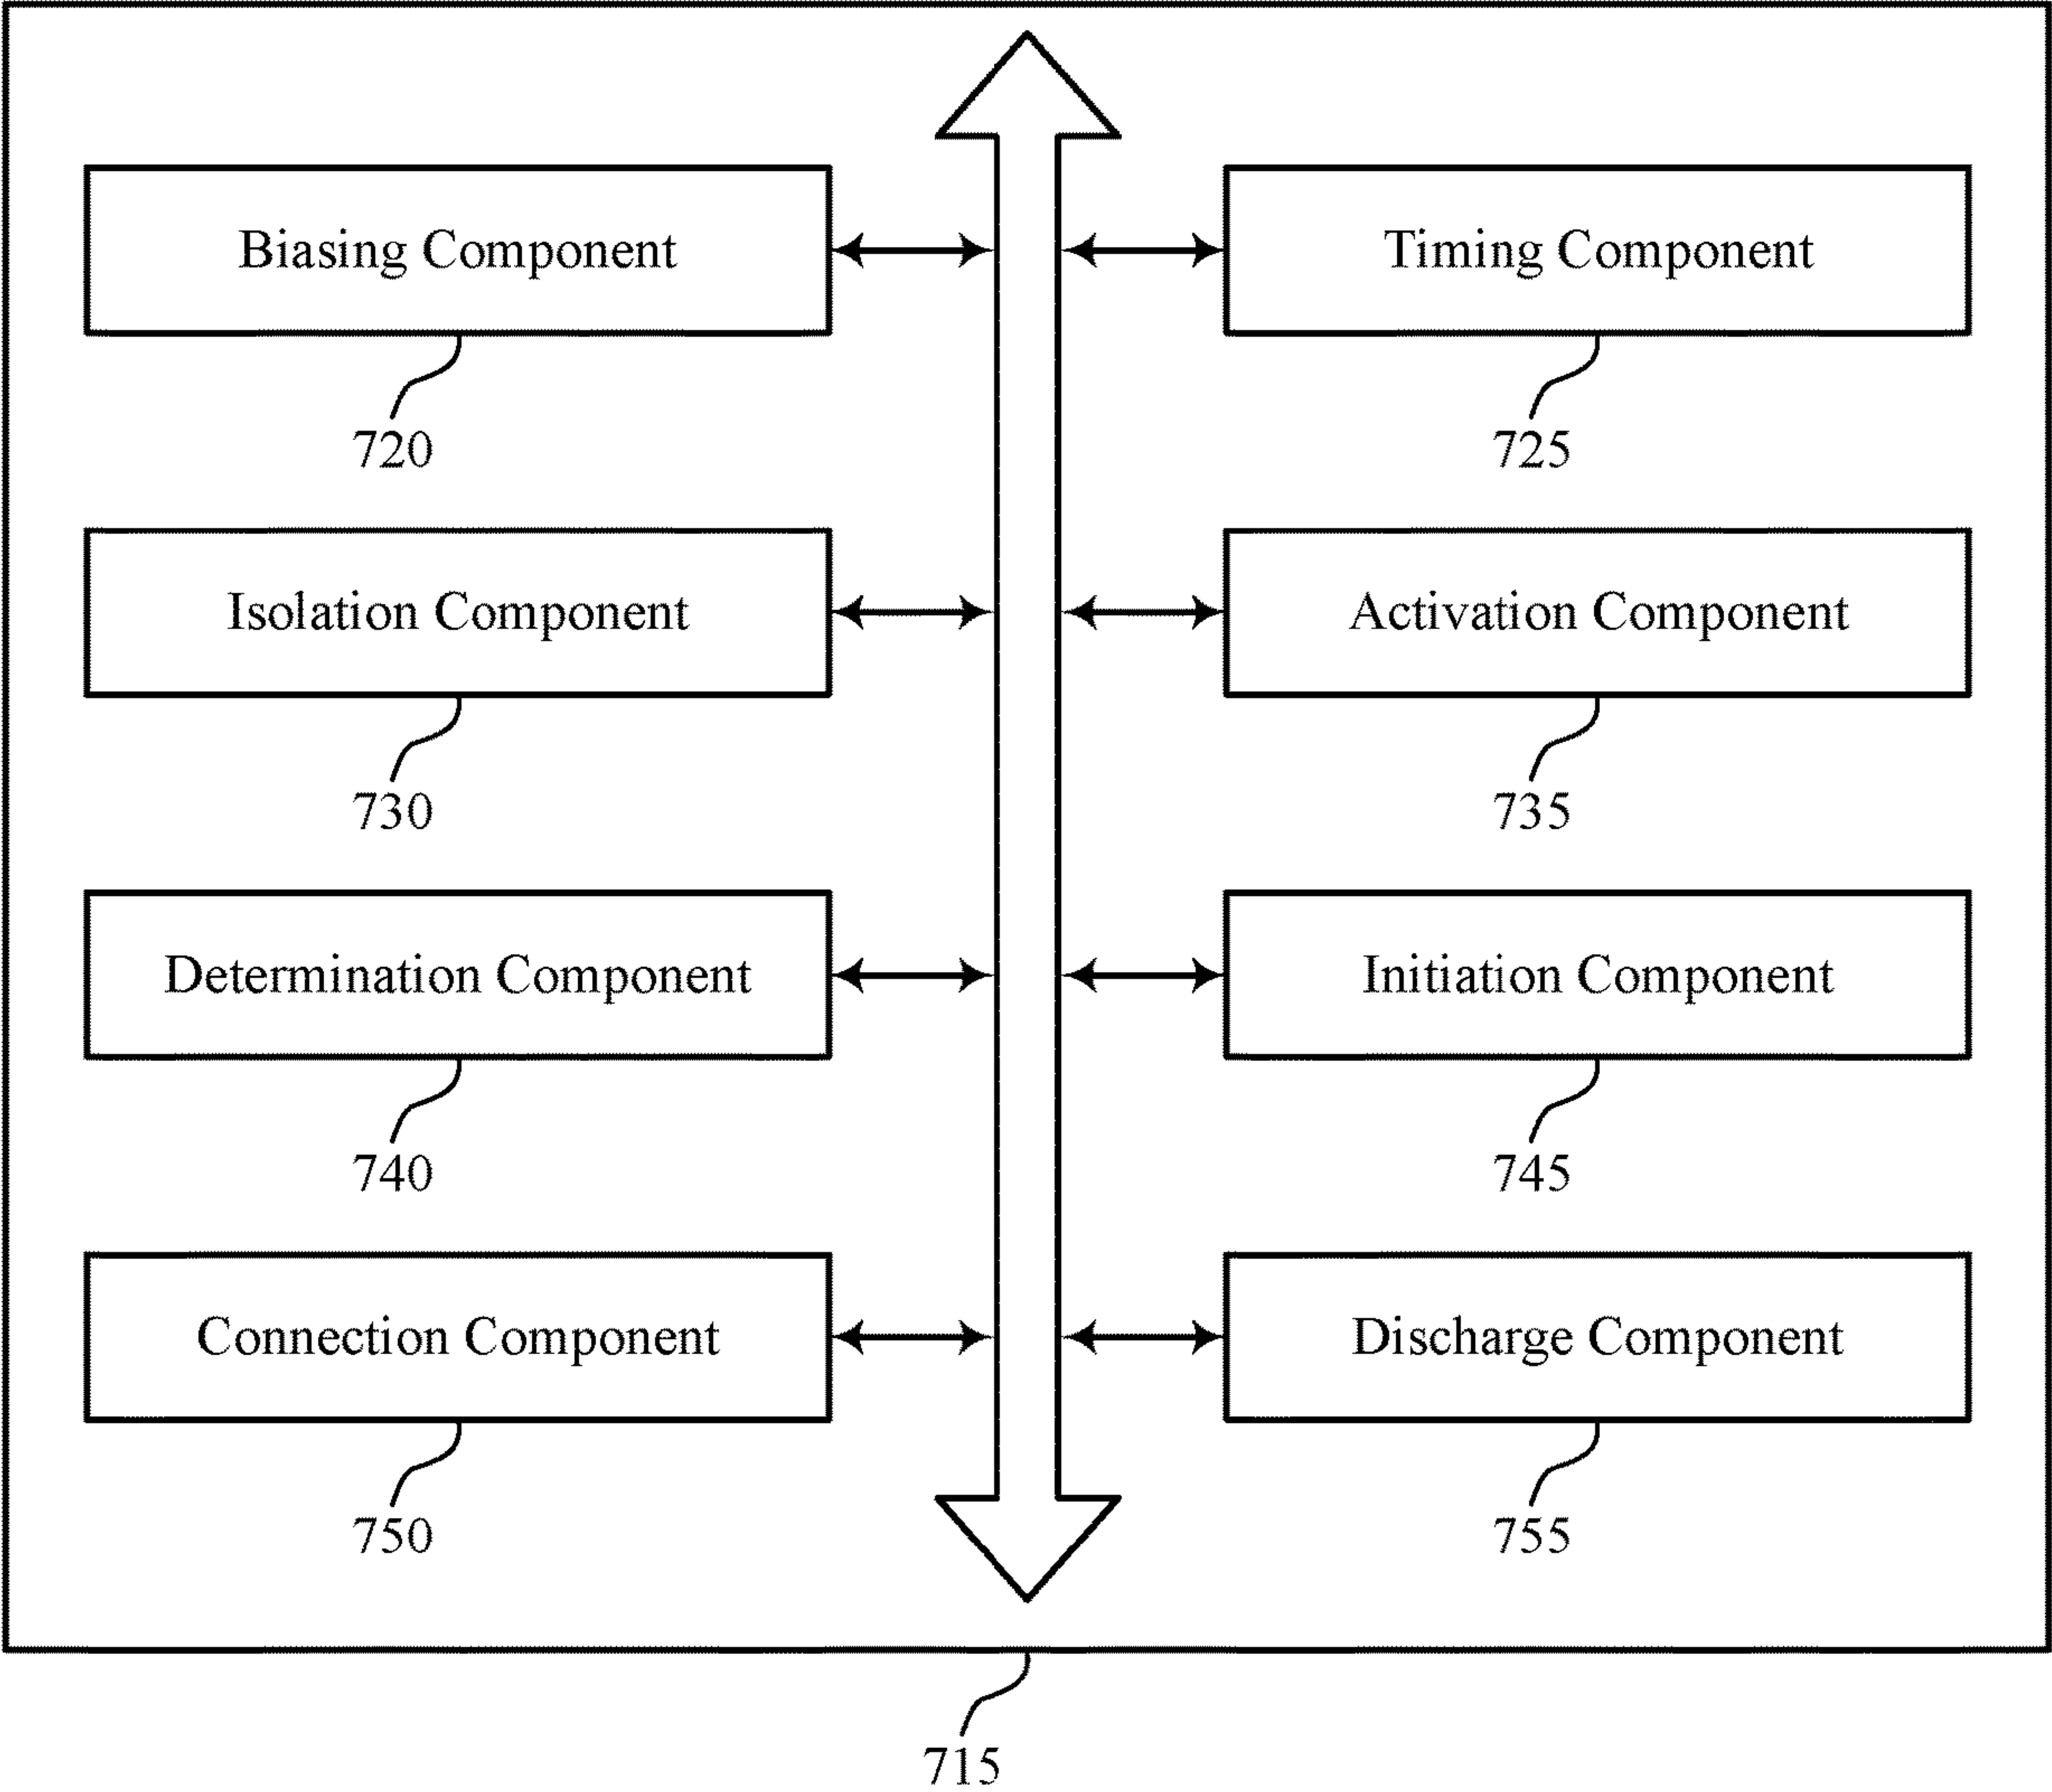 Biasing Component
Timing Component
720
725
Isolation Component
Activation Component
730
735
Determination Component
Initiation Component
740
745
Connection Component
Discharge Component
750
755
715